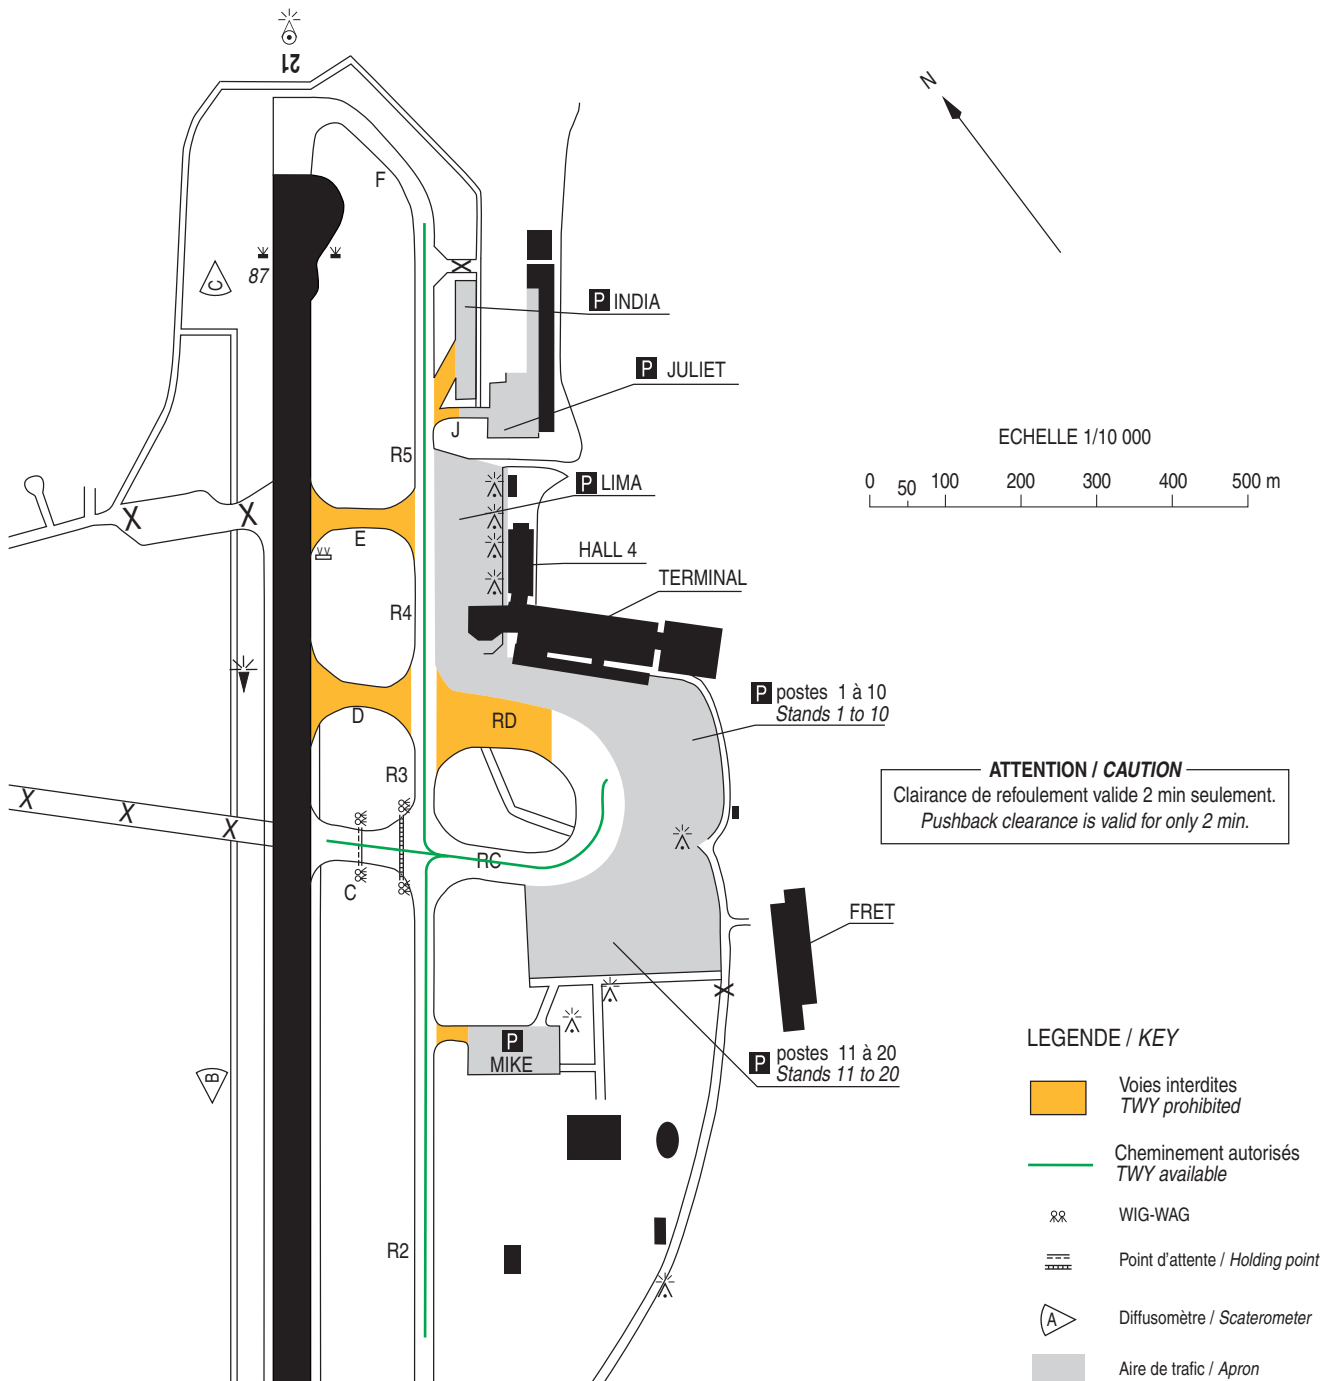 21
N
F
C
87
P INDIA
P JULIET
J
R5
ECHELLE 1/10 000
0 50 100 200 300 400 500 m
P LIMA
X X
E
HALL 4
TERMINAL
R4
P postes 1 à 10
Stands 1 to 10
D
RD
R3
ATTENTION / CAUTION
Clairance de refoulement valide 2 min seulement.
Pushback clearance is valid for only 2 min.
X X X
RC
C
FRET
P
MIKE
P postes 11 à 20
Stands 11 to 20
B
R2
LEGENDE / KEY
Voies interdites
TWY prohibited
Cheminement autorisés
TWY available
WIG-WAG
Point d'attente / Holding point
A
Diffusomètre / Scaterometer
Aire de trafic / Apron